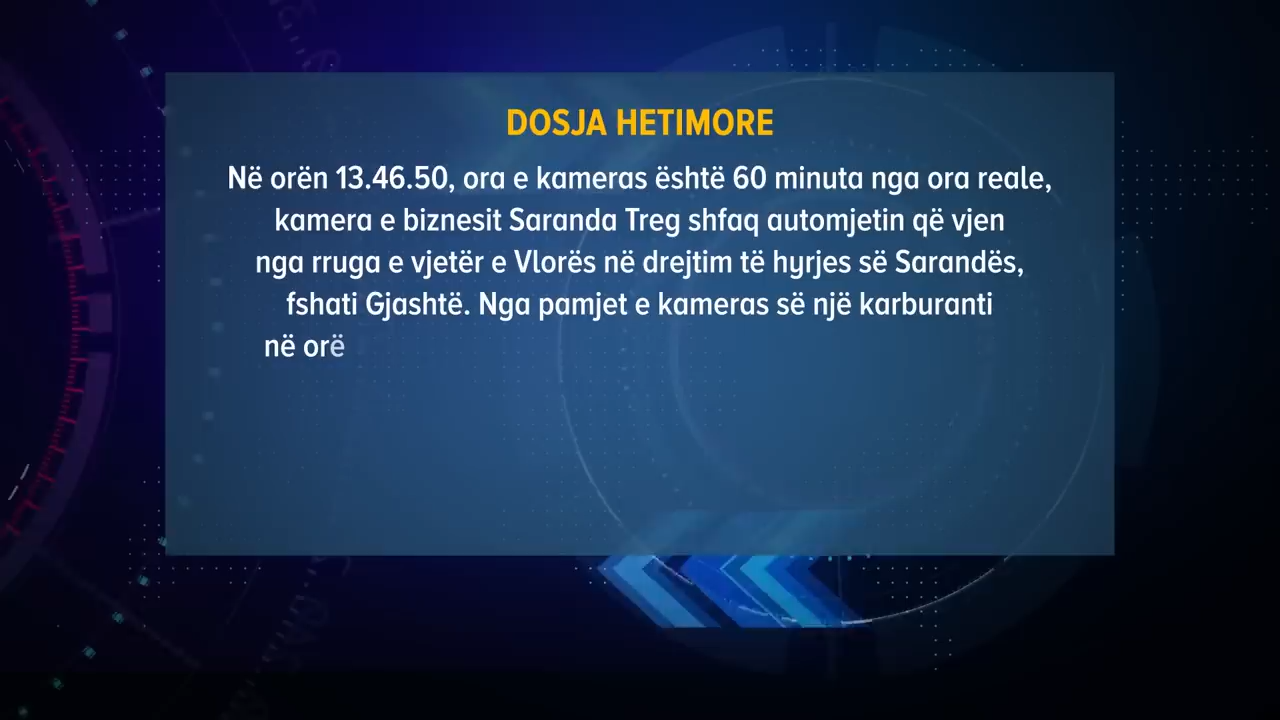 DOSJA HETIMORE
Në orën 13.46.50, ora e kameras është 60 minuta nga ora reale,
kamera e biznesit Saranda Treg shfaq automjetin që vjen
nga rruga e vjetër e Vlorës në drejtim të hyrjes së Sarandës,
fshati Gjashtë. Nga pamjet e kameras së një karburanti
në orë